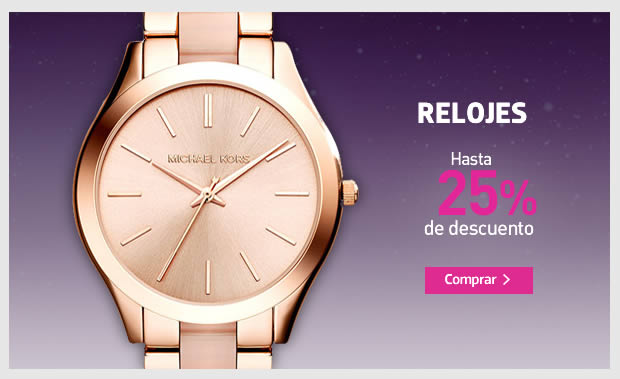 MICHAEL KORS
RELOJES
Hasta
25%
de descuento
Comprar >